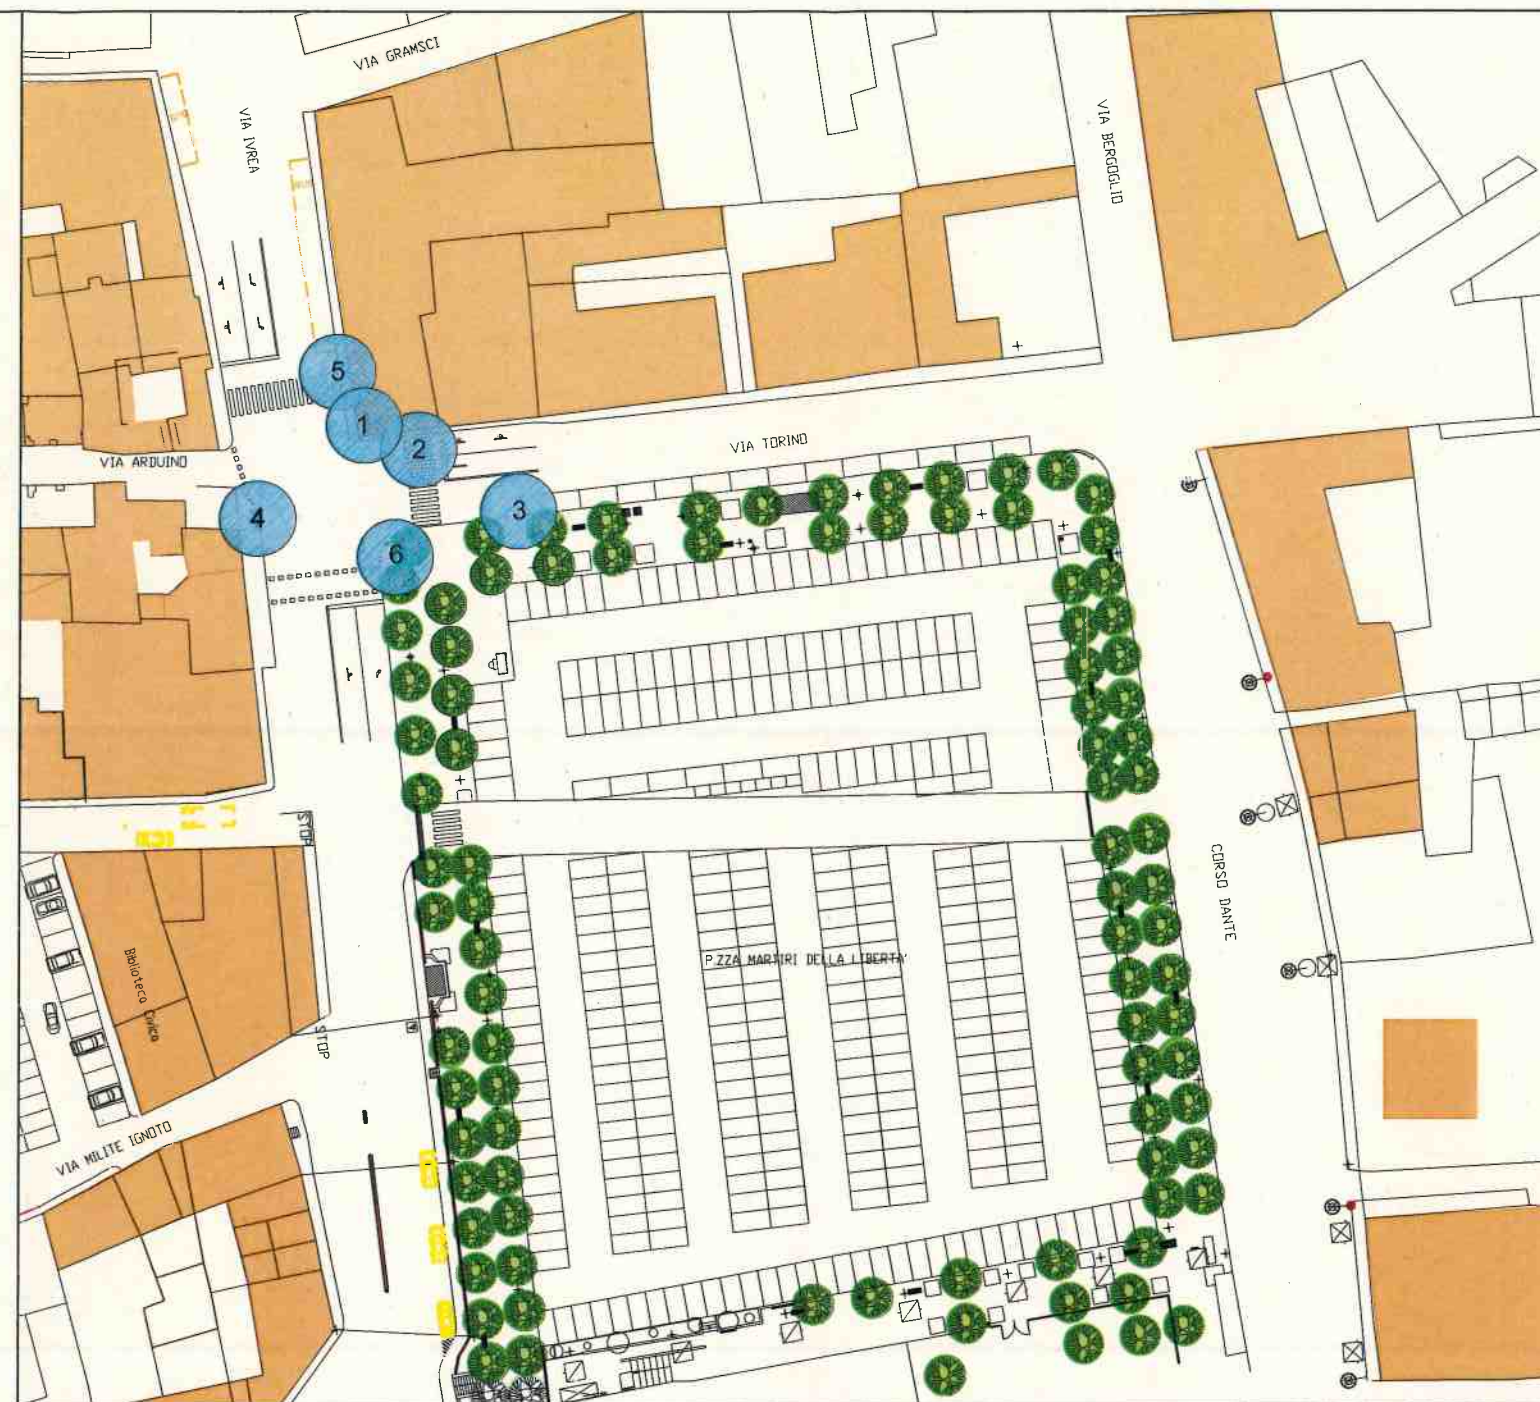 VIA GRAMSCI
VIA IVREA
VIA BERGOGLIO
5
1
2
VIA TORINO
VIA ARDUINO
3
4
6
STOP
CORSO DANTE
P.ZZA MARTIRI DELLA LIBERTA'
Biblioteca Civica
STOP
VIA MILITE IGNOTO